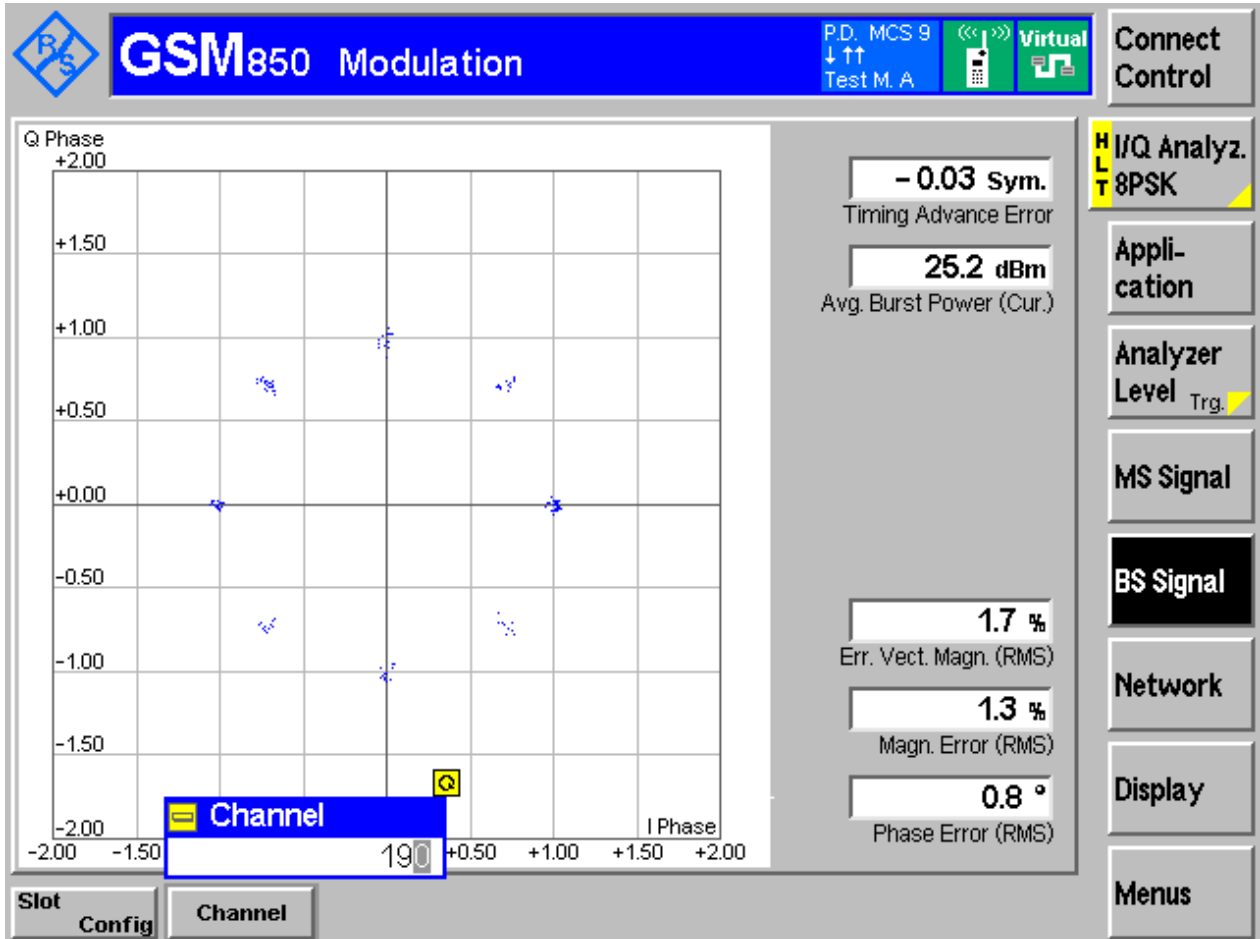 R/S
GSM850 Modulation
P.D. MCS 9
↓ ↑↑
Test M. A
Virtual
Connect
Control
Q Phase
+2.00
+1.50
+1.00
+0.50
+0.00
−0.50
−1.00
−1.50
−2.00
−2.00 −1.50 +0.50 +1.00 +1.50 +2.00
I Phase
Q
Channel
190
− 0.03 Sym.
Timing Advance Error
25.2 dBm
Avg. Burst Power (Cur.)
1.7 %
Err. Vect. Magn. (RMS)
1.3 %
Magn. Error (RMS)
0.8 °
Phase Error (RMS)
HLT
I/Q Analyz.
8PSK
Appli-
cation
Analyzer
Level Trg.
MS Signal
BS Signal
Network
Display
Menus
Slot
Config
Channel